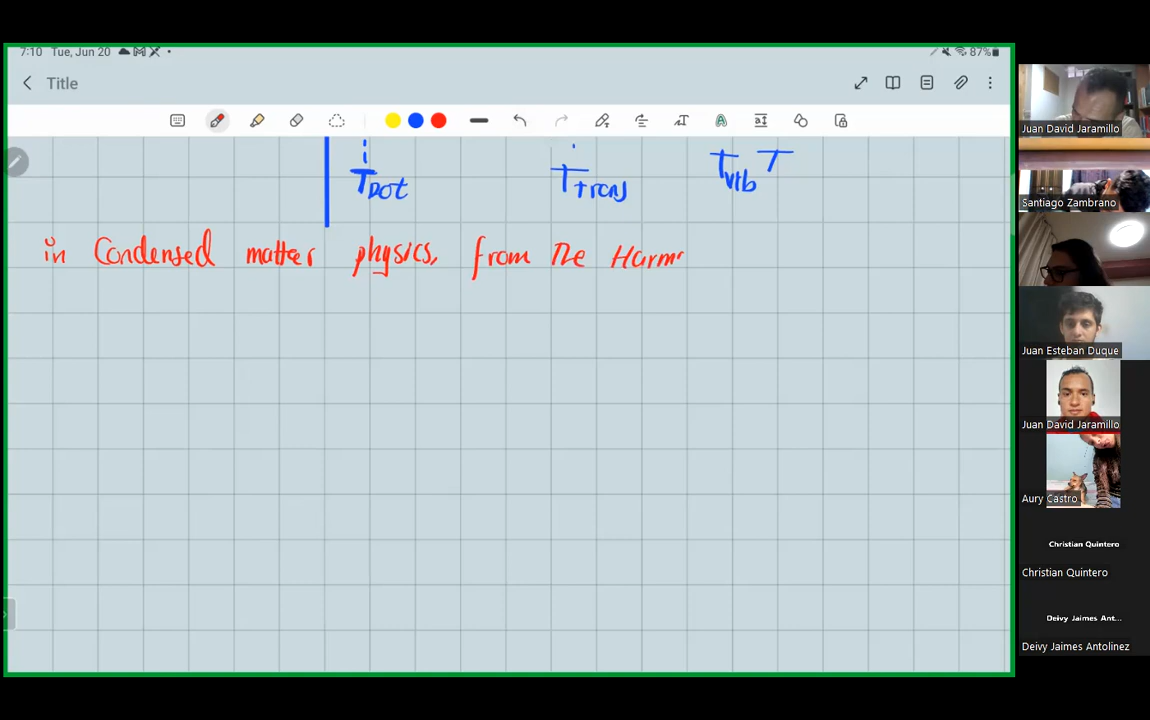 7:10 Tue, Jun 20
87%
Title
T_Rot T_trans T_vib T
in Condensed matter physics, from The Harm
Juan David Jaramillo
Santiago Zambrano
Juan Esteban Duque
Juan David Jaramillo
Aury Castro
Christian Quintero
Christian Quintero
Deivy Jaimes Ant...
Deivy Jaimes Antolinez